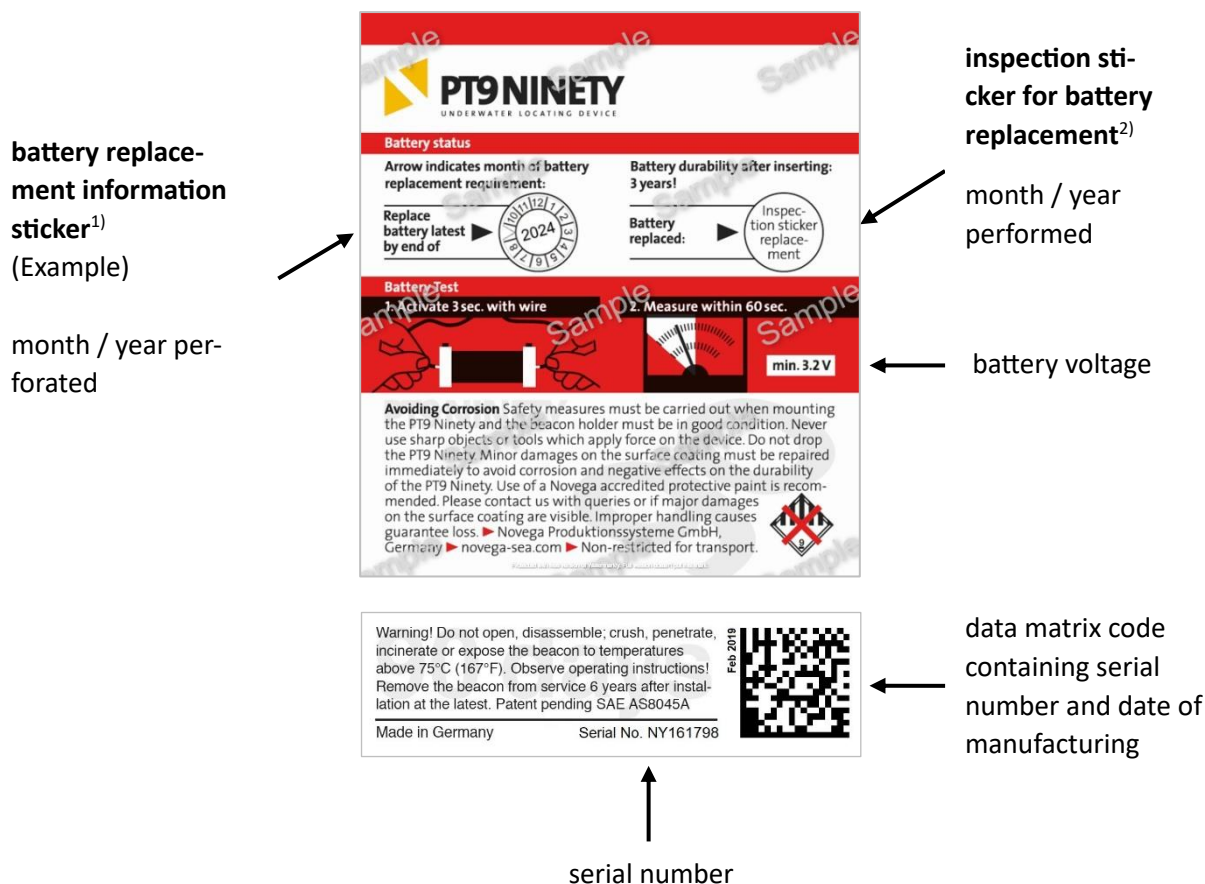 battery replace-
ment information
sticker1)
(Example)
month / year per-
forated
Sample
Sample
Sample
PT9 NINETY
UNDERWATER LOCATING DEVICE
Battery status
Arrow indicates month of battery
replacement requirement:
Replace
battery latest
by end of
1 2 3 4 5 6 7 8 9 10 11 12
2024
Sample
Battery durability after inserting:
3 years!
Battery
replaced:
Inspec-
tion sticker
replace-
ment
Sample
Battery Test
1. Activate 3 sec. with wire
2. Measure within 60 sec.
Sample
Sample
Sample
min. 3.2 V
Avoiding Corrosion Safety measures must be carried out when mounting
the PT9 Ninety and the beacon holder must be in good condition. Never
use sharp objects or tools which apply force on the device. Do not drop
the PT9 Ninety. Minor damages on the surface coating must be repaired
immediately to avoid corrosion and negative effects on the durability
of the PT9 Ninety. Use of a Novega accredited protective paint is recom-
mended. Please contact us with queries or if major damages
on the surface coating are visible. Improper handling causes
guarantee loss. ► Novega Produktionssysteme GmbH,
Germany ► novega-sea.com ► Non-restricted for transport.
9
Sample
Sample
Sample
Sample
Sample
inspection sti-
cker for battery
replacement2)
month / year
performed
battery voltage
Warning! Do not open, disassemble; crush, penetrate,
incinerate or expose the beacon to temperatures
above 75°C (167°F). Observe operating instructions!
Remove the beacon from service 6 years after instal-
lation at the latest. Patent pending SAE AS8045A
Made in Germany
Serial No. NY161798
Feb 2019
data matrix code
containing serial
number and date of
manufacturing
serial number